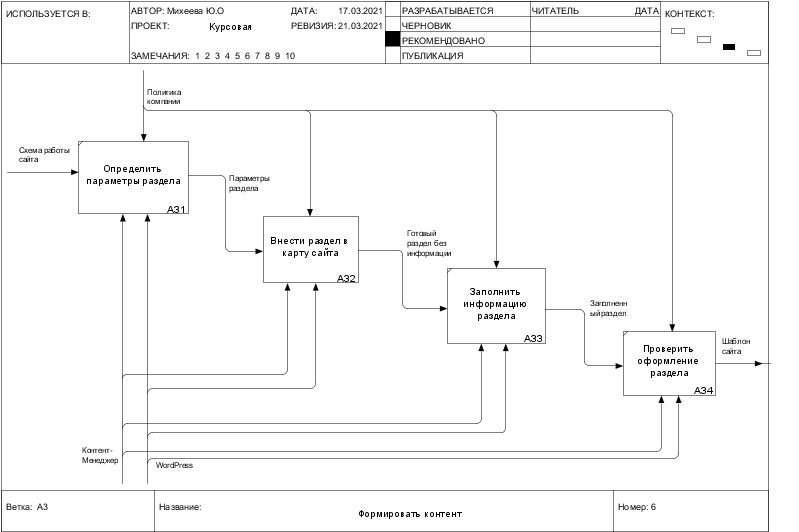 ИСПОЛЬЗУЕТСЯ В:
АВТОР: Михеева Ю.О
ДАТА: 17.03.2021
РАЗРАБАТЫВАЕТСЯ
ЧИТАТЕЛЬ
ДАТА
КОНТЕКСТ:
ПРОЕКТ: Курсовая
РЕВИЗИЯ: 21.03.2021
ЧЕРНОВИК
РЕКОМЕНДОВАНО
ЗАМЕЧАНИЯ: 1 2 3 4 5 6 7 8 9 10
ПУБЛИКАЦИЯ
Политика
компании
Схема работы
сайта
Определить
параметры раздела
A31
Параметры
раздела
Внести раздел в
карту сайта
A32
Готовый
раздел без
информации
Заполнить
информацию
раздела
A33
Заполненн
ый раздел
Проверить
оформление
раздела
A34
Шаблон
сайта
Контент-
Менеджер
WordPress
Ветка: A3
Название:
Формировать контент
Номер: 6